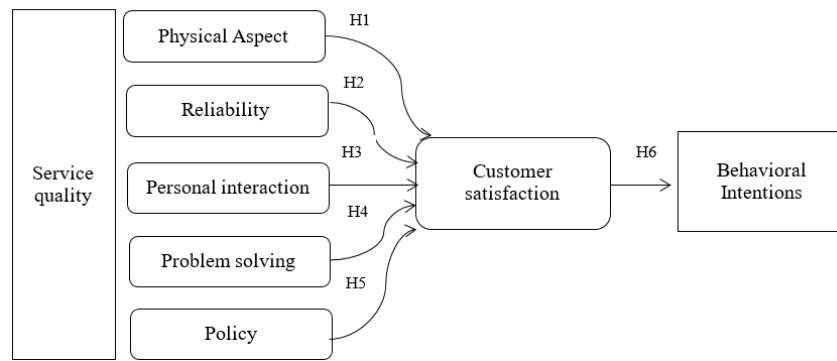 Service
quality
Physical Aspect
H1
Reliability
H2
Personal interaction
H3
Problem solving
H4
Policy
H5
Customer
satisfaction
H6
Behavioral
Intentions